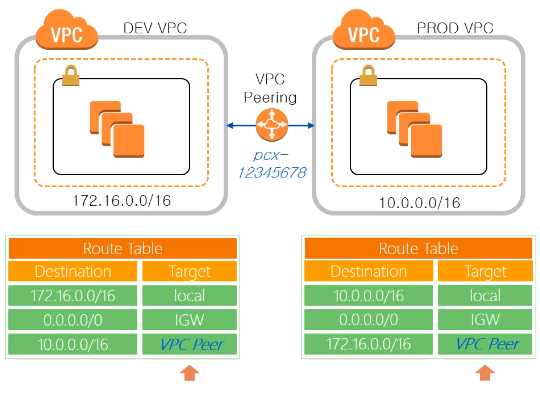 DEV VPC
VPC
PROD VPC
VPC
VPC
Peering
pcx-
12345678
172.16.0.0/16
10.0.0.0/16
Route Table
Destination Target
172.16.0.0/16 local
0.0.0.0/0 IGW
10.0.0.0/16 VPC Peer
Route Table
Destination Target
10.0.0.0/16 local
0.0.0.0/0 IGW
172.16.0.0/16 VPC Peer